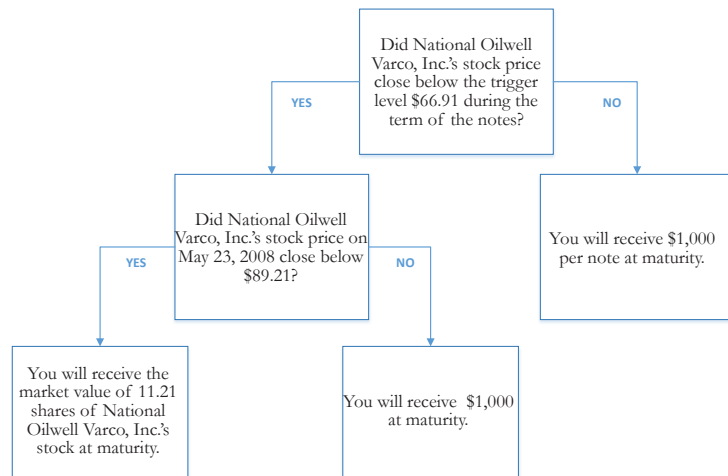 Did National Oilwell
Varco, Inc.'s stock price
close below the trigger
level $66.91 during the
term of the notes?
YES
NO
Did National Oilwell
Varco, Inc.'s stock price on
May 23, 2008 close below
$89.21?
You will receive $1,000
per note at maturity.
YES
NO
You will receive the
market value of 11.21
shares of National
Oilwell Varco, Inc.'s
stock at maturity.
You will receive $1,000
at maturity.